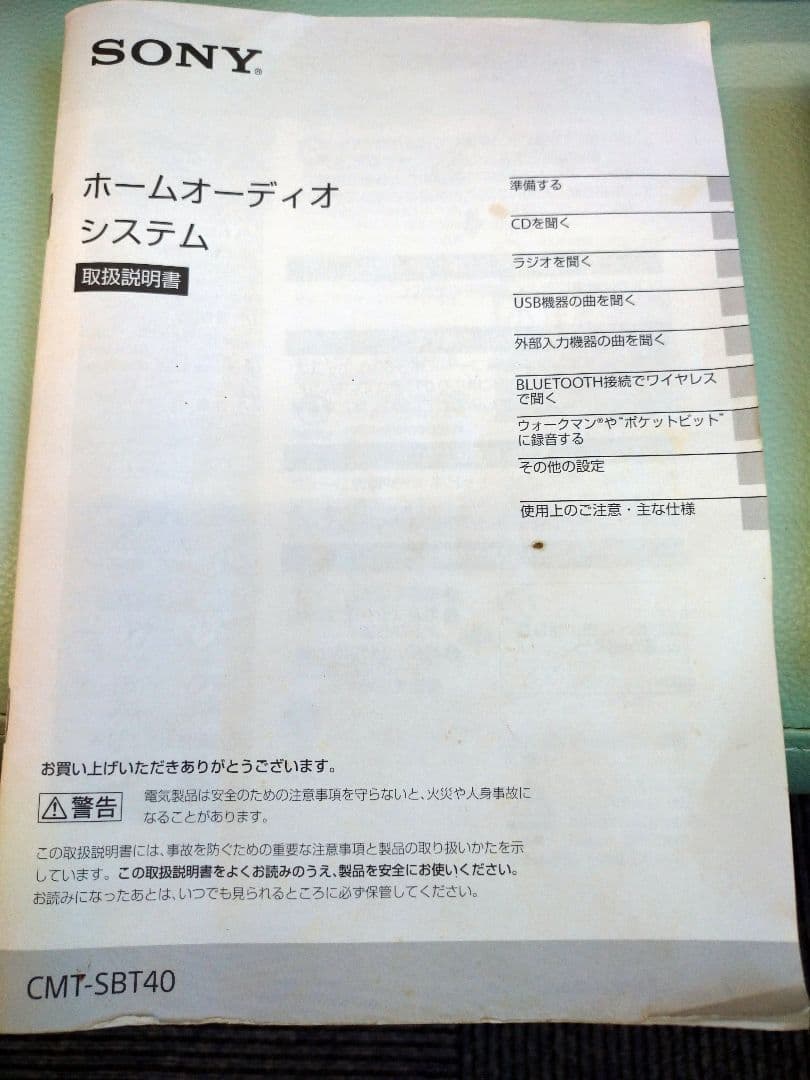 SONY®
ホームオーディオ
システム
取扱説明書
準備する
CDを聞く
ラジオを聞く
USB機器の曲を聞く
外部入力機器の曲を聞く
BLUETOOTH接続でワイヤレス
で聞く
ウォークマン®や“ポケットビット”
に録音する
その他の設定
使用上のご注意・主な仕様
お買い上げいただきありがとうございます。
警告
電気製品は安全のための注意事項を守らないと、火災や人身事故に
なることがあります。
この取扱説明書には、事故を防ぐための重要な注意事項と製品の取り扱いかたを示
しています。この取扱説明書をよくお読みのうえ、製品を安全にお使いください。
お読みになったあとは、いつでも見られるところに必ず保管してください。
CMT-SBT40